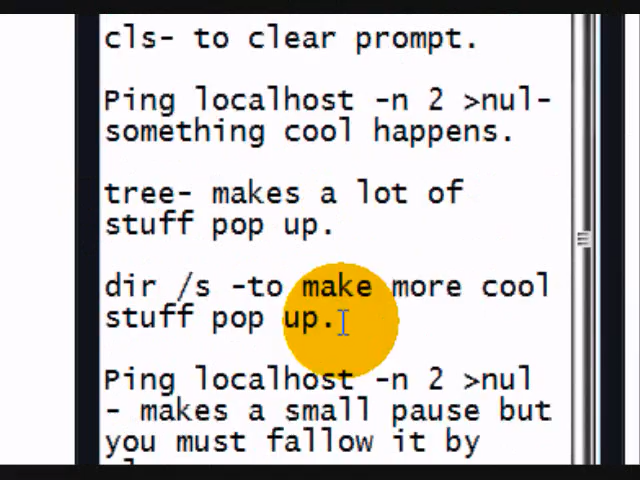 cls- to clear prompt.
Ping localhost -n 2 >nul-
something cool happens.
tree- makes a lot of
stuff pop up.
dir /s -to make more cool
stuff pop up.
Ping localhost -n 2 >nul
- makes a small pause but
you must fallow it by